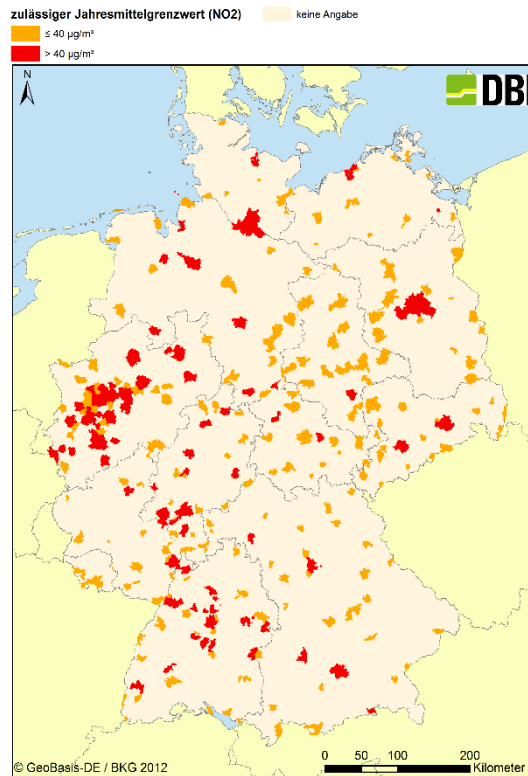 zulässiger Jahresmittelgrenzwert (NO2)
keine Angabe
≤ 40 µg/m³
> 40 µg/m³
N
© GeoBasis-DE / BKG 2012
0 50 100 200
Kilometer